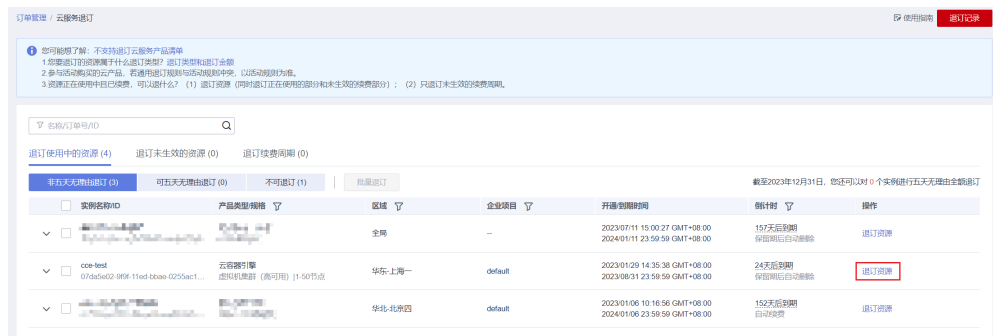 订单管理 / 云服务退订
使用指南 退订记录
您可能想了解：不支持退订云服务产品清单
1.您要退订的资源属于什么退订类型？退订类型和退订金额
2.参与活动购买的云产品，若通用退订规则与活动规则冲突，以活动规则为准。
3.资源正在使用中且已续费，可以退什么？（1）退订资源（同时退订正在使用的部分和未生效的续费部分）；（2）只退订未生效的续费周期。
名称/订单号/ID
退订使用中的资源 (4) 退订未生效的资源 (0) 退订续费周期 (0)
非五天无理由退订 (3) 可五天无理由退订 (0) 不可退订 (1) 批量退订 截至2023年12月31日，您还可以对 0 个实例进行五天无理由全额退订
实例名称/ID 产品类型/规格 区域 企业项目 开通/到期时间 倒计时 操作
全局 -- 2023/07/11 15:00:27 GMT+08:00 157天后到期 退订资源
2024/01/11 23:59:59 GMT+08:00 保留期后自动删除
cce-test 云容器引擎 华东-上海一 default 2023/01/29 14:35:38 GMT+08:00 24天后到期 退订资源
07da5e02-9f9f-11ed-bbae-0255ac1... 虚拟机集群（高可用）|1-50节点 2023/08/31 23:59:59 GMT+08:00 保留期后自动删除
华北-北京四 default 2023/01/06 10:16:56 GMT+08:00 152天后到期 退订资源
2024/01/06 23:59:59 GMT+08:00 自动续费